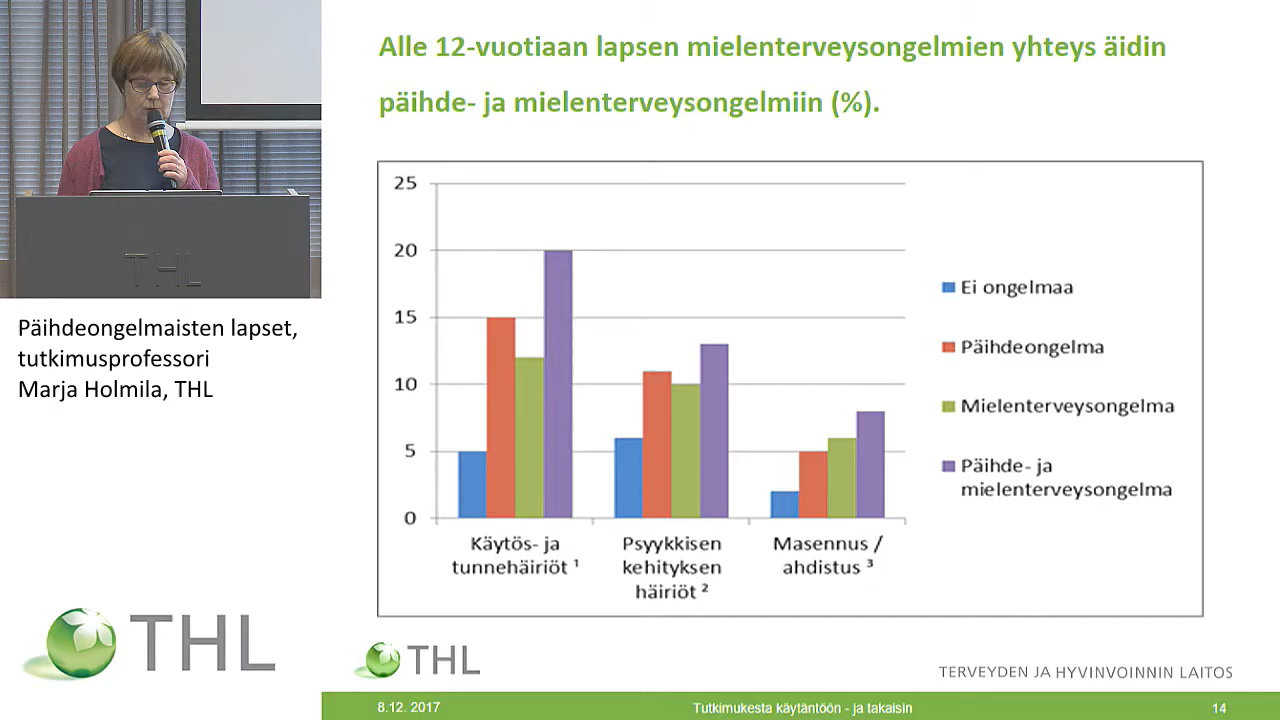 Alle 12-vuotiaan lapsen mielenterveysongelmien yhteys äidin
päihde- ja mielenterveysongelmiin (%).
25
20
15
10
5
0
Käytös- ja
tunnehäiriöt ¹
Psyykkisen
kehityksen
häiriöt ²
Masennus /
ahdistus ³
Ei ongelmaa
Päihdeongelma
Mielenterveysongelma
Päihde- ja
mielenterveysongelma
THL
Päihdeongelmaisten lapset,
tutkimusprofessori
Marja Holmila, THL
THL
THL
TERVEYDEN JA HYVINVOINNIN LAITOS
8.12. 2017
Tutkimukesta käytäntöön - ja takaisin
14